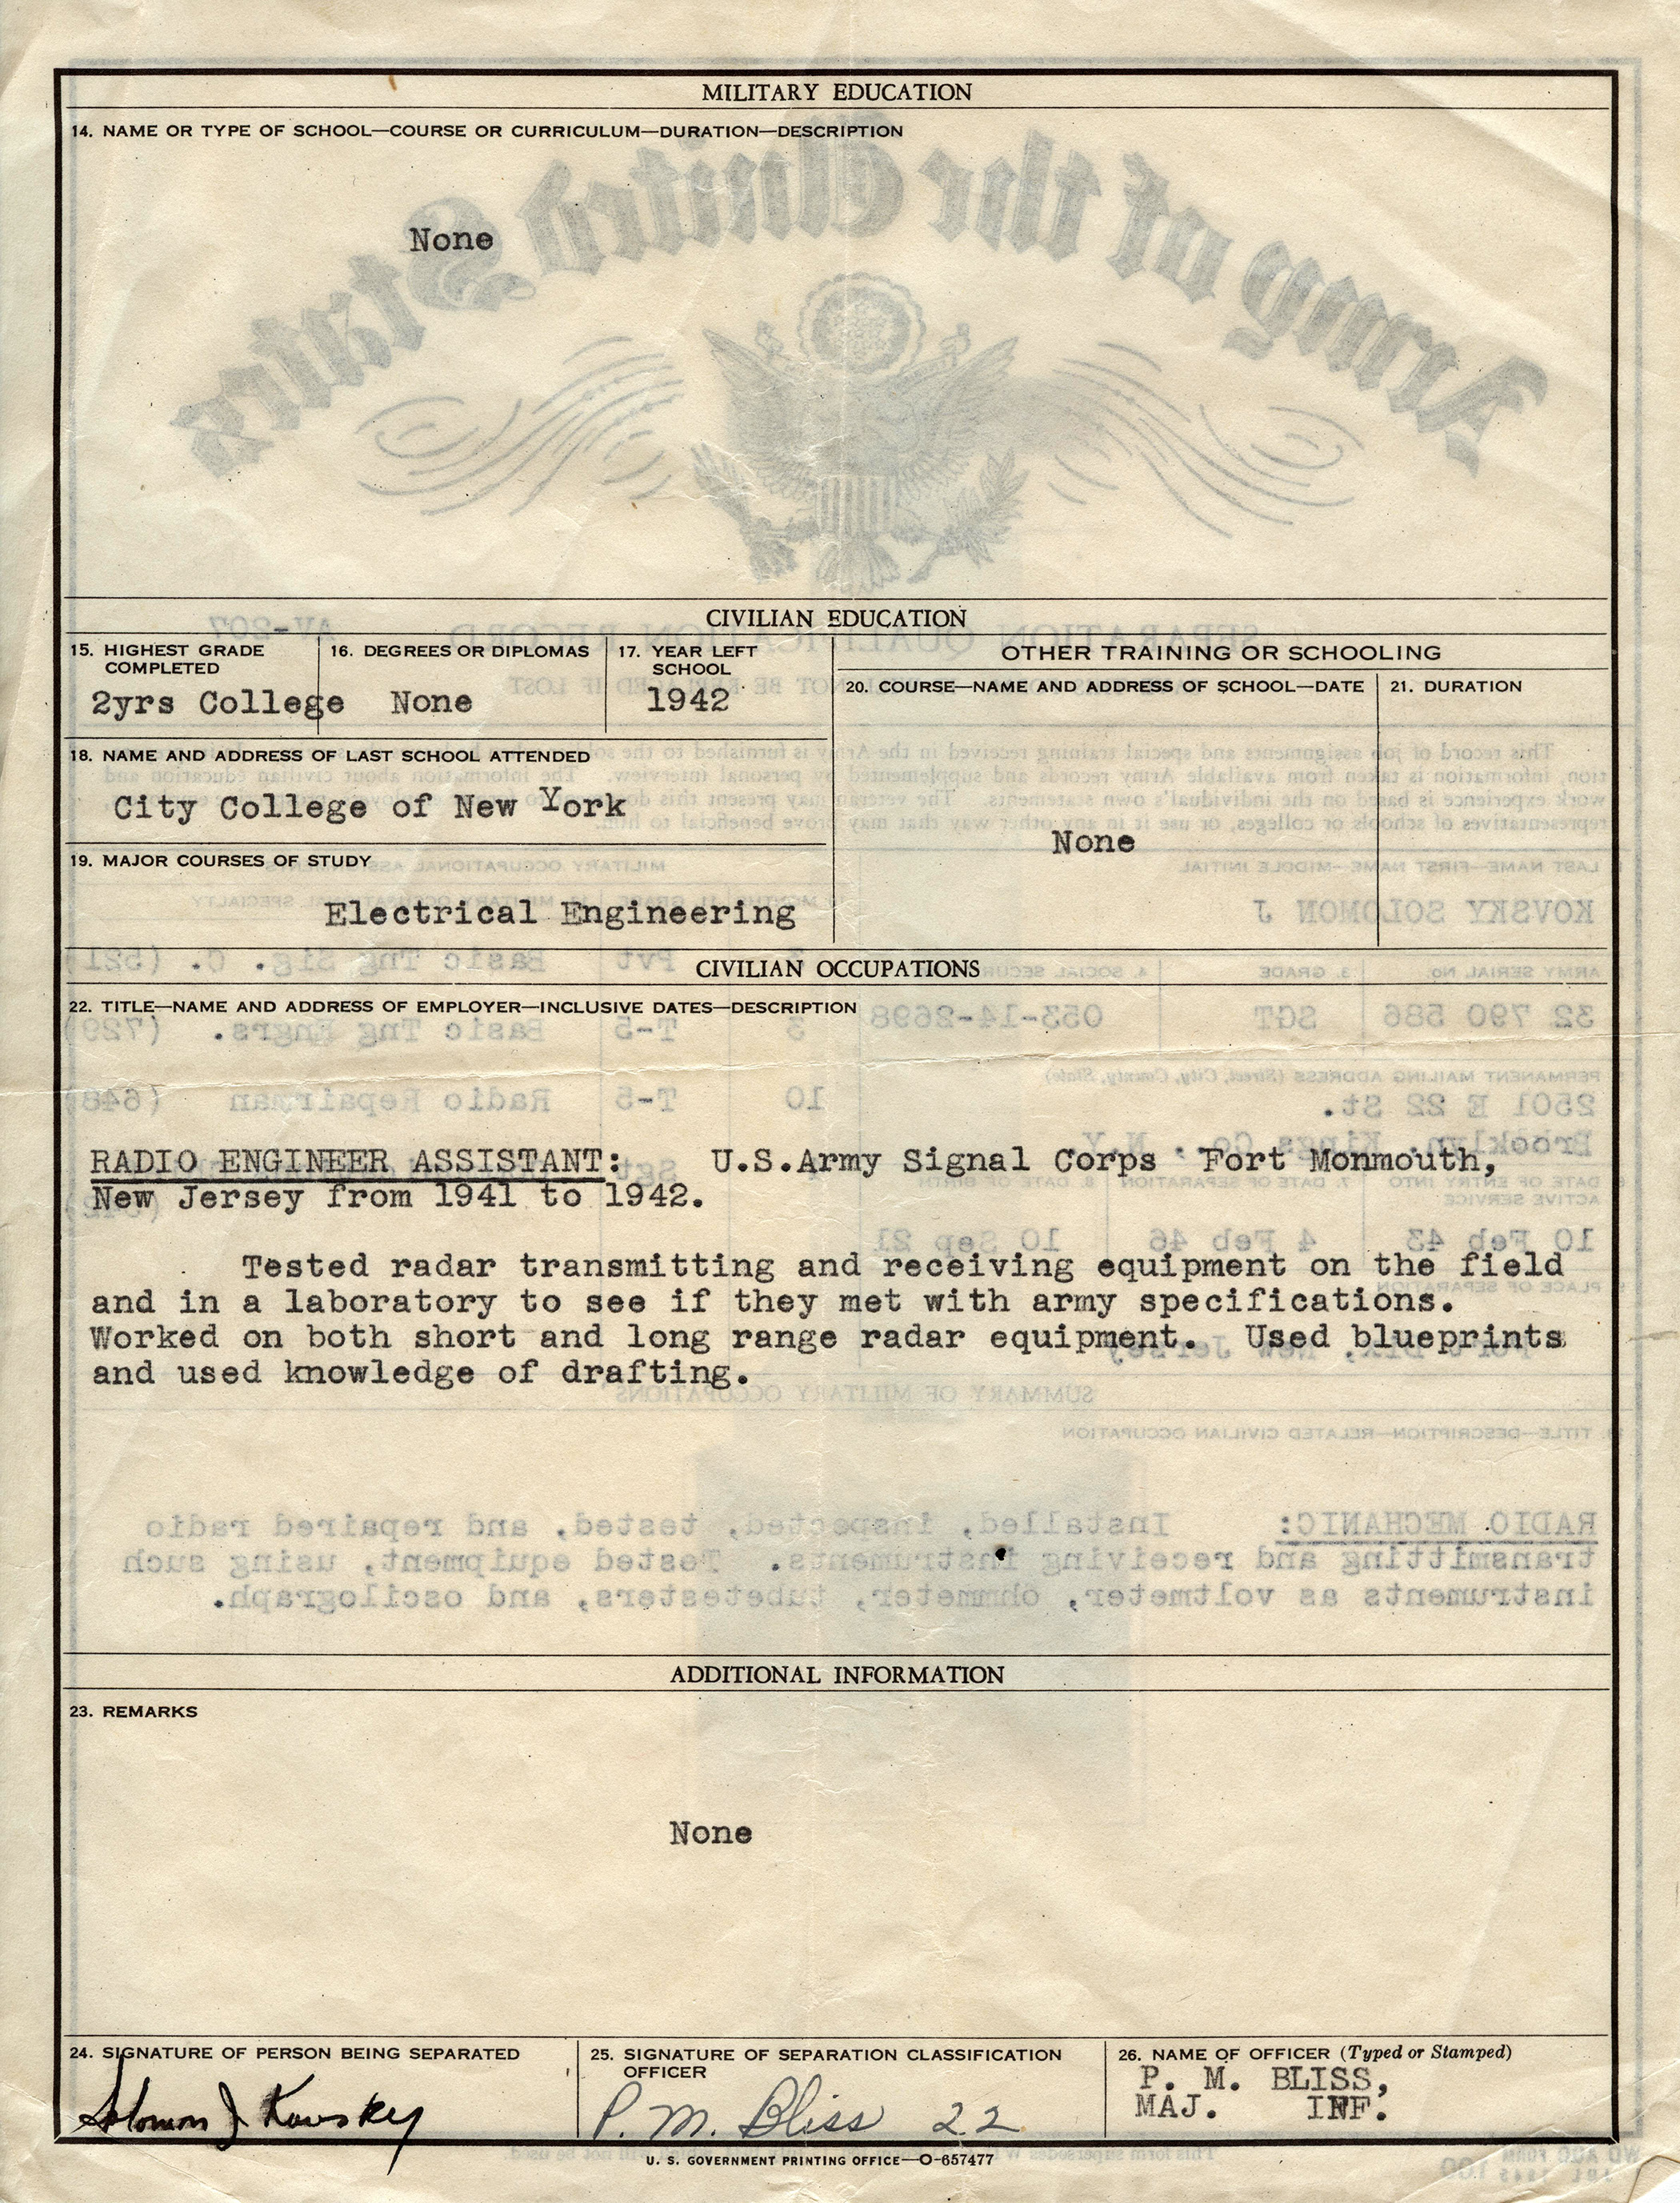 MILITARY EDUCATION
14. NAME OR TYPE OF SCHOOL—COURSE OR CURRICULUM—DURATION—DESCRIPTION
None
CIVILIAN EDUCATION
15. HIGHEST GRADE COMPLETED
2yrs College
16. DEGREES OR DIPLOMAS
None
17. YEAR LEFT SCHOOL
1942
OTHER TRAINING OR SCHOOLING
20. COURSE—NAME AND ADDRESS OF SCHOOL—DATE
21. DURATION
None
18. NAME AND ADDRESS OF LAST SCHOOL ATTENDED
City College of New York
19. MAJOR COURSES OF STUDY
Electrical Engineering
CIVILIAN OCCUPATIONS
22. TITLE—NAME AND ADDRESS OF EMPLOYER—INCLUSIVE DATES—DESCRIPTION
RADIO ENGINEER ASSISTANT: U.S.Army Signal Corps Fort Monmouth,
New Jersey from 1941 to 1942.
Tested radar transmitting and receiving equipment on the field
and in a laboratory to see if they met with army specifications.
Worked on both short and long range radar equipment. Used blueprints
and used knowledge of drafting.
ADDITIONAL INFORMATION
23. REMARKS
None
24. SIGNATURE OF PERSON BEING SEPARATED
Solomon J Kovsky
25. SIGNATURE OF SEPARATION CLASSIFICATION
OFFICER
P. M. Bliss 22
26. NAME OF OFFICER (Typed or Stamped)
P. M. BLISS,
MAJ. INF.
U. S. GOVERNMENT PRINTING OFFICE—O-657477